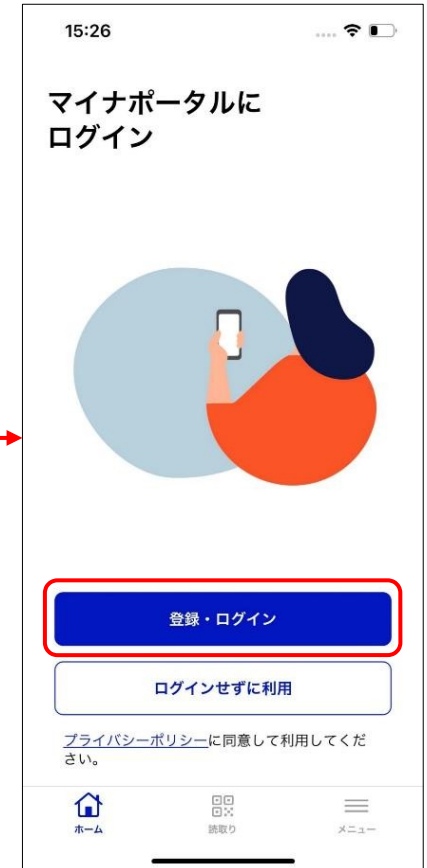 15:26
マイナポータルに
ログイン
登録・ログイン
ログインせずに利用
プライバシーポリシーに同意して利用してくだ
さい。
ホーム
読取り
メニュー